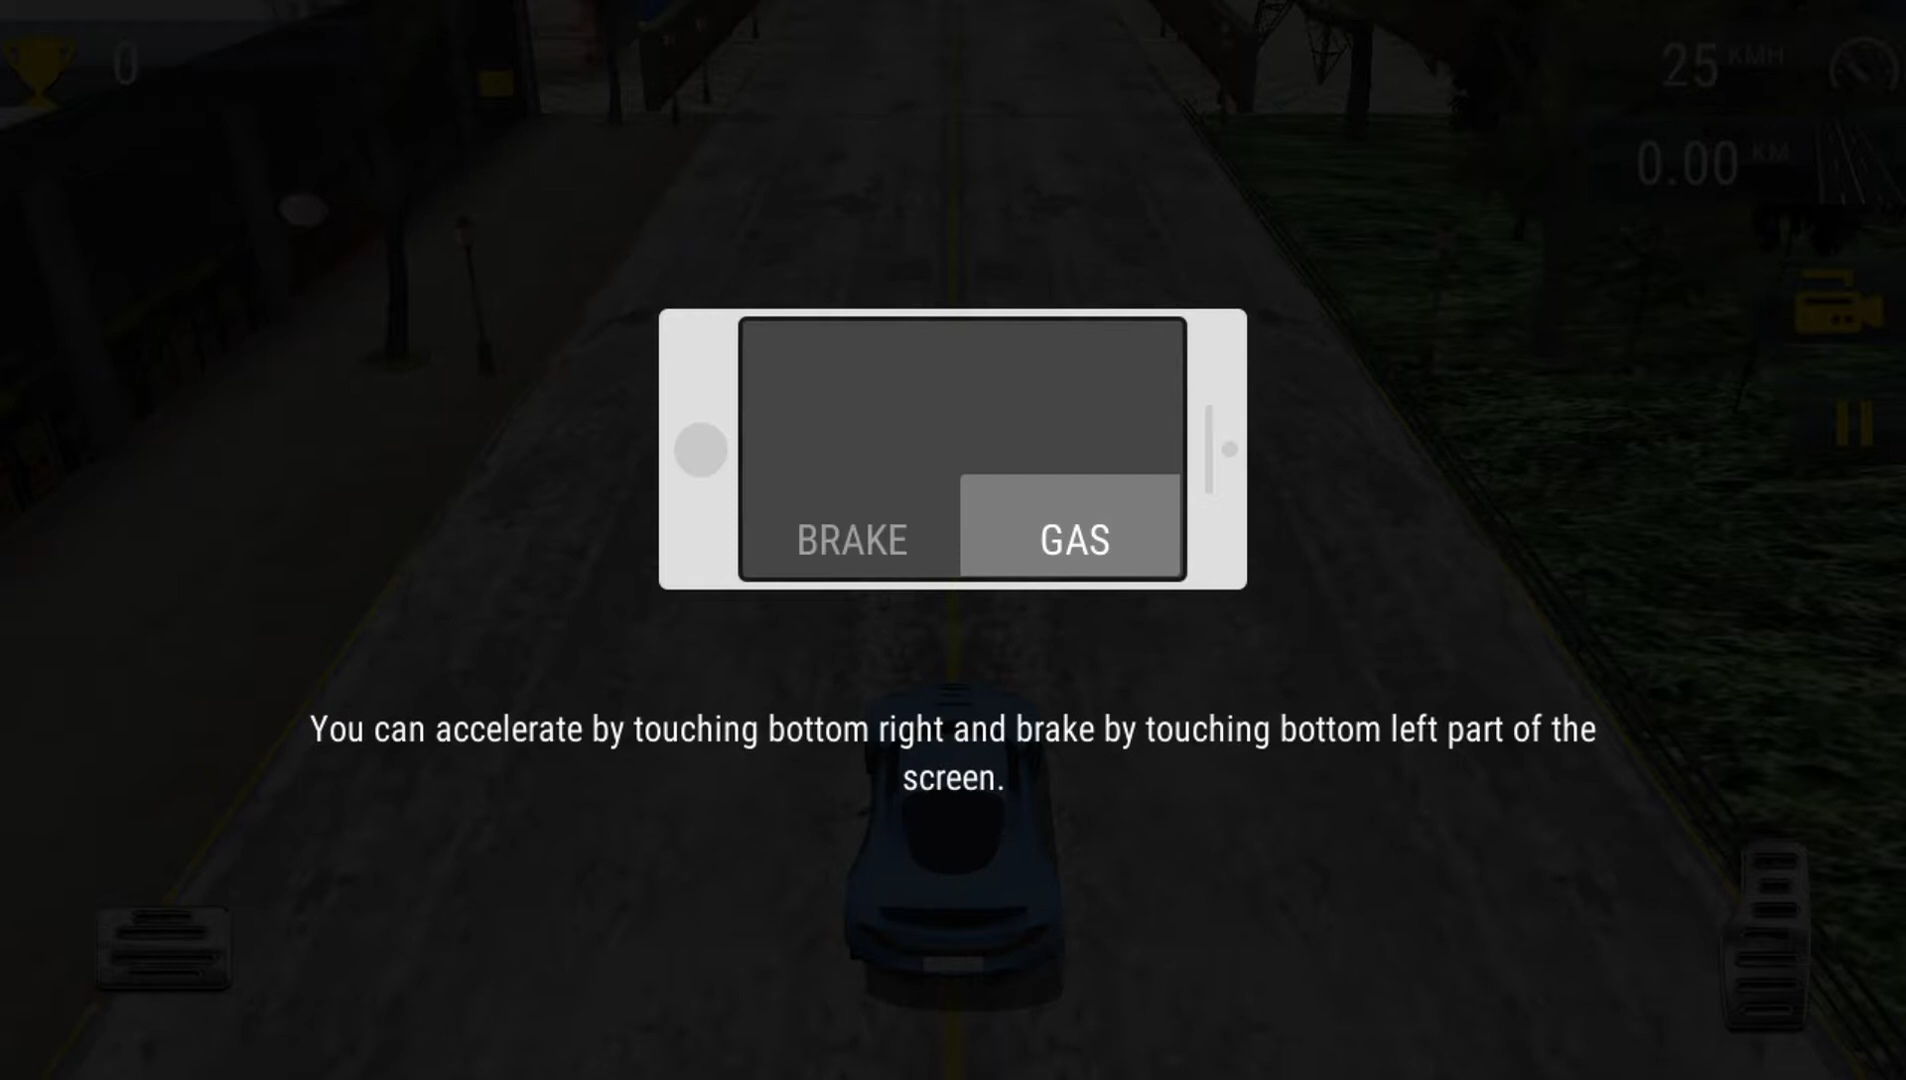 0
25 KMH
0.00 KM
BRAKE GAS
You can accelerate by touching bottom right and brake by touching bottom left part of the
screen.